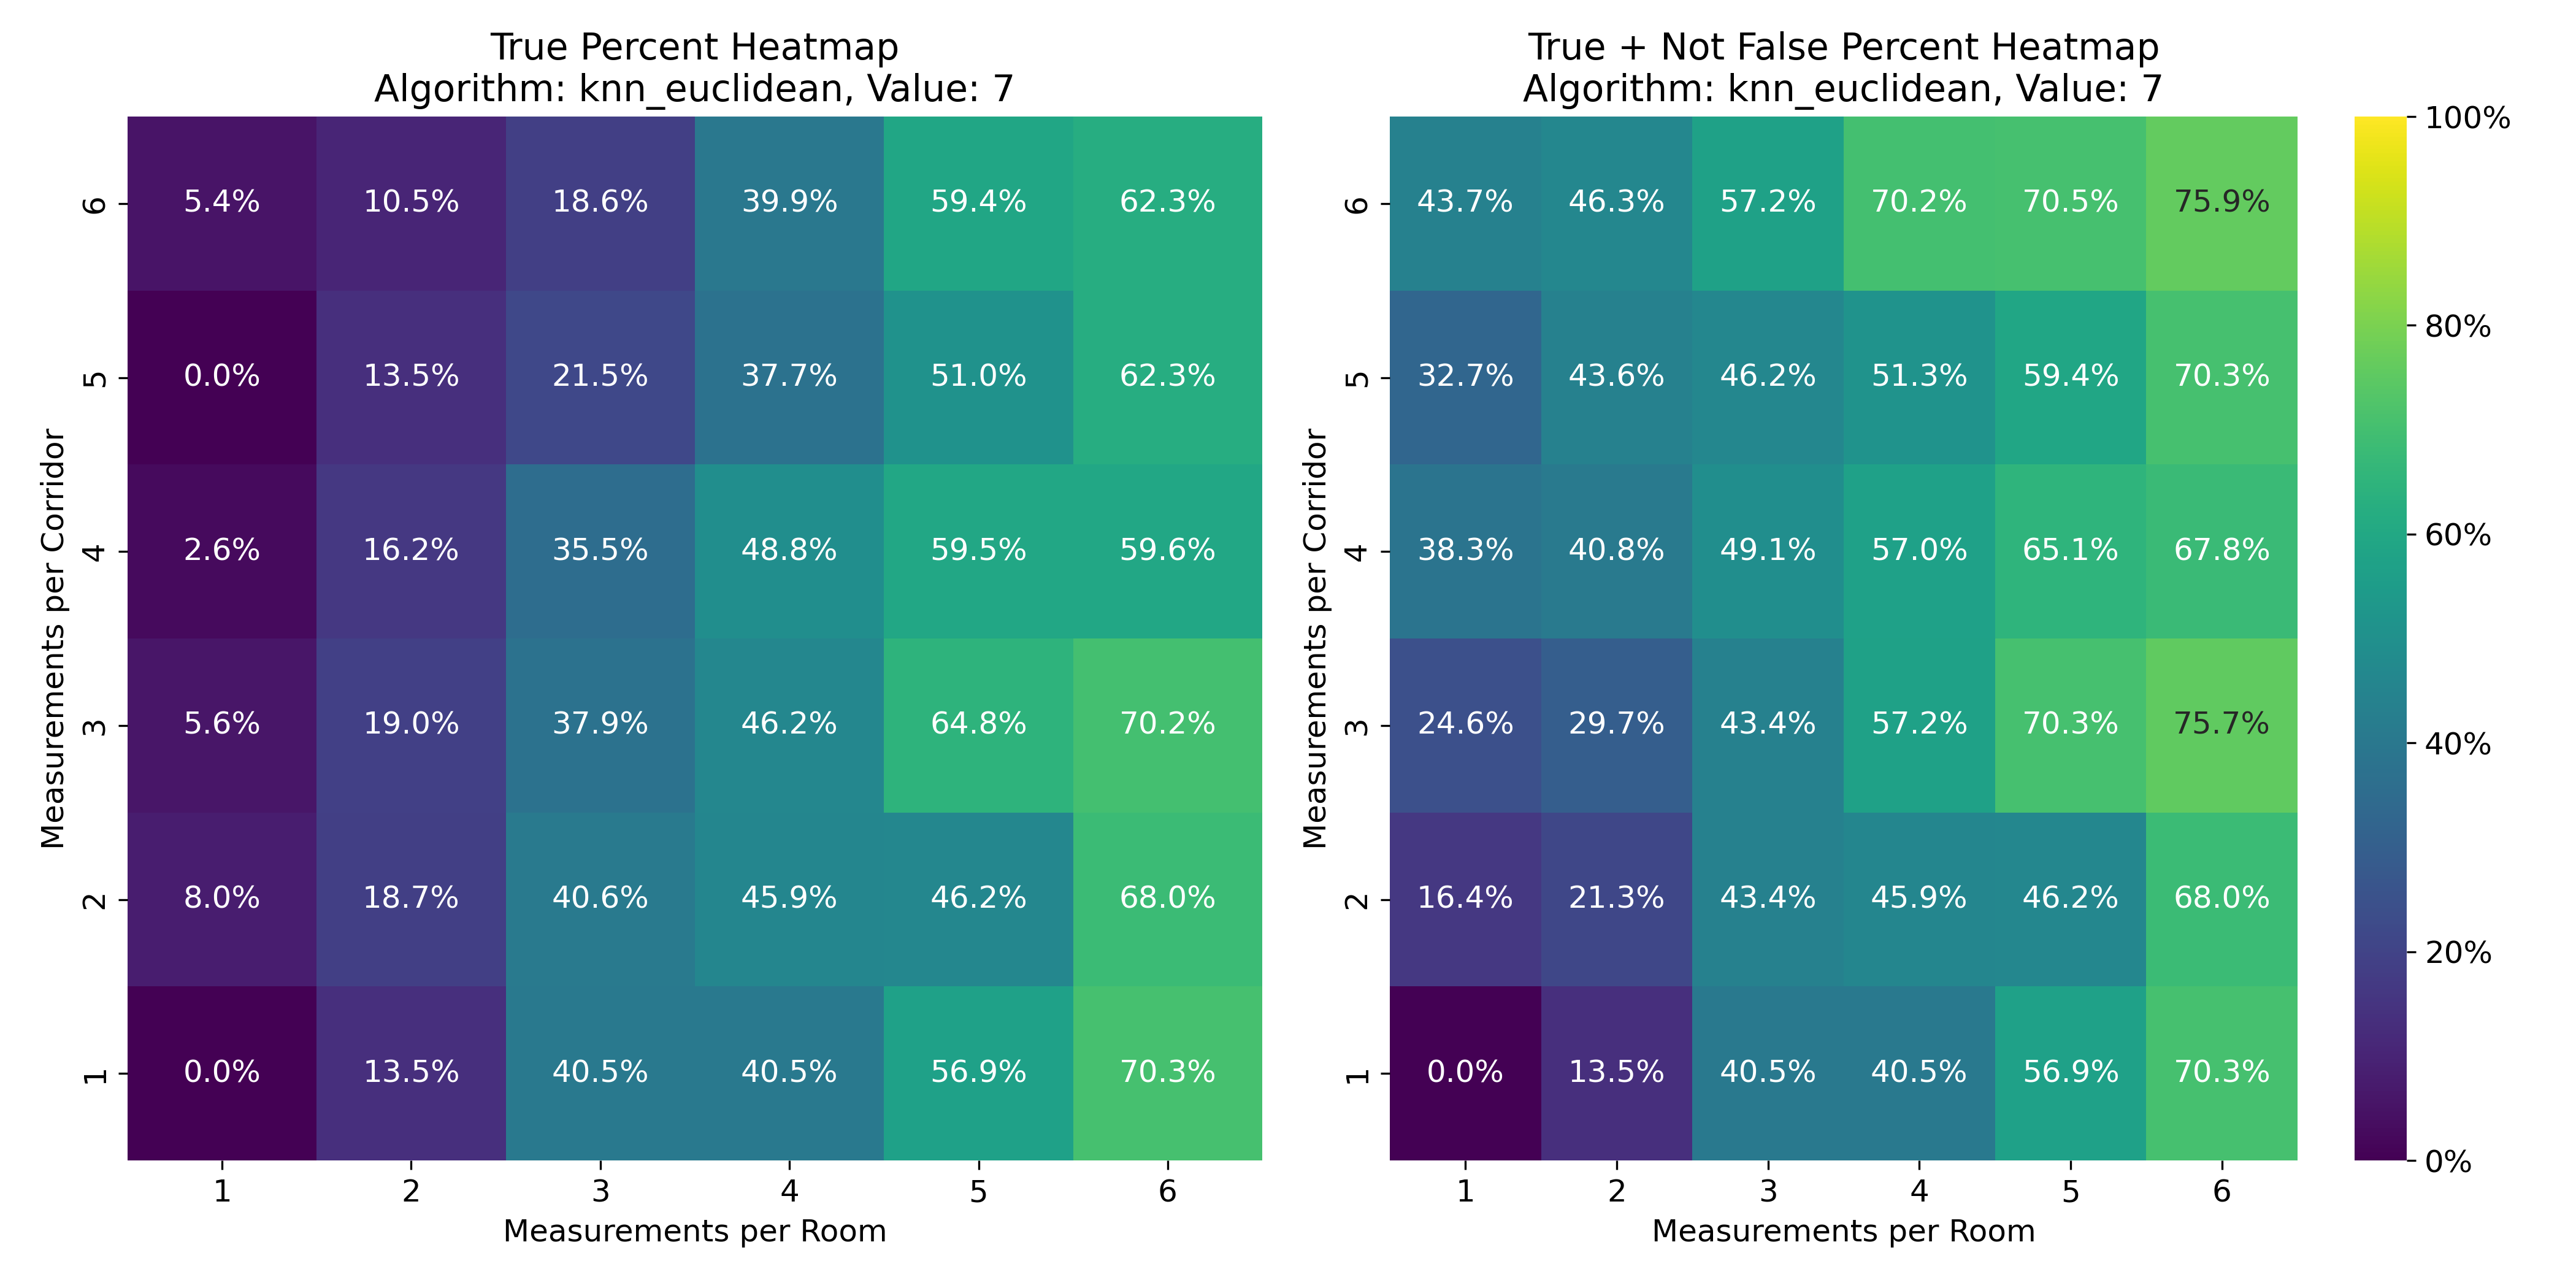 True Percent Heatmap
Algorithm: knn_euclidean, Value: 7
Measurements per Corridor
6
5.4% 10.5% 18.6% 39.9% 59.4% 62.3%
5
0.0% 13.5% 21.5% 37.7% 51.0% 62.3%
4
2.6% 16.2% 35.5% 48.8% 59.5% 59.6%
3
5.6% 19.0% 37.9% 46.2% 64.8% 70.2%
2
8.0% 18.7% 40.6% 45.9% 46.2% 68.0%
1
0.0% 13.5% 40.5% 40.5% 56.9% 70.3%
1 2 3 4 5 6
Measurements per Room
True + Not False Percent Heatmap
Algorithm: knn_euclidean, Value: 7
Measurements per Corridor
6
43.7% 46.3% 57.2% 70.2% 70.5% 75.9%
5
32.7% 43.6% 46.2% 51.3% 59.4% 70.3%
4
38.3% 40.8% 49.1% 57.0% 65.1% 67.8%
3
24.6% 29.7% 43.4% 57.2% 70.3% 75.7%
2
16.4% 21.3% 43.4% 45.9% 46.2% 68.0%
1
0.0% 13.5% 40.5% 40.5% 56.9% 70.3%
1 2 3 4 5 6
Measurements per Room
100%
80%
60%
40%
20%
0%